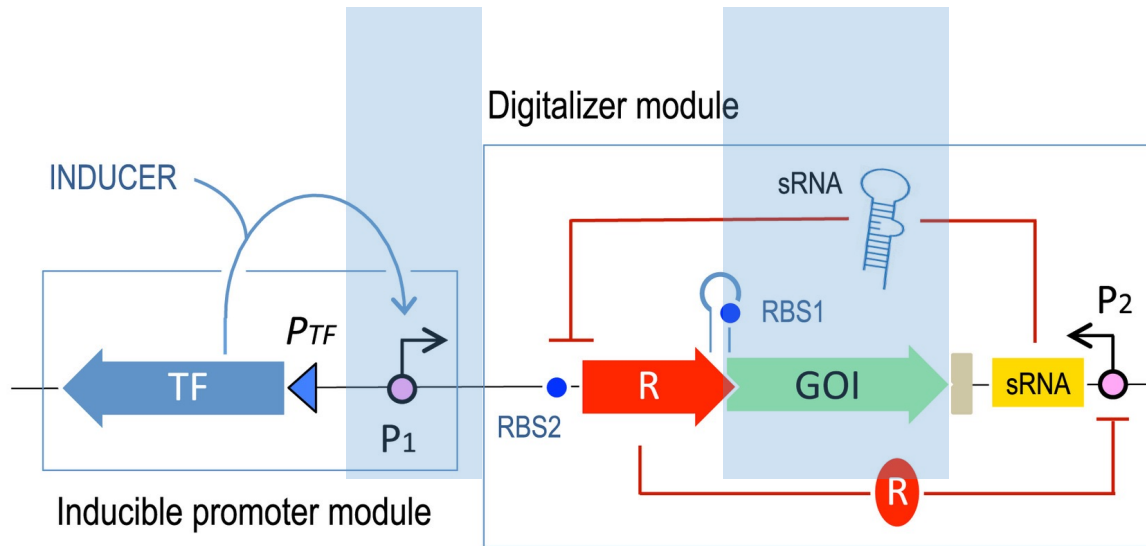 Digitalizer module
INDUCER
sRNA
P2
PTF
RBS1
TF
R
GOI
sRNA
P1
RBS2
R
Inducible promoter module